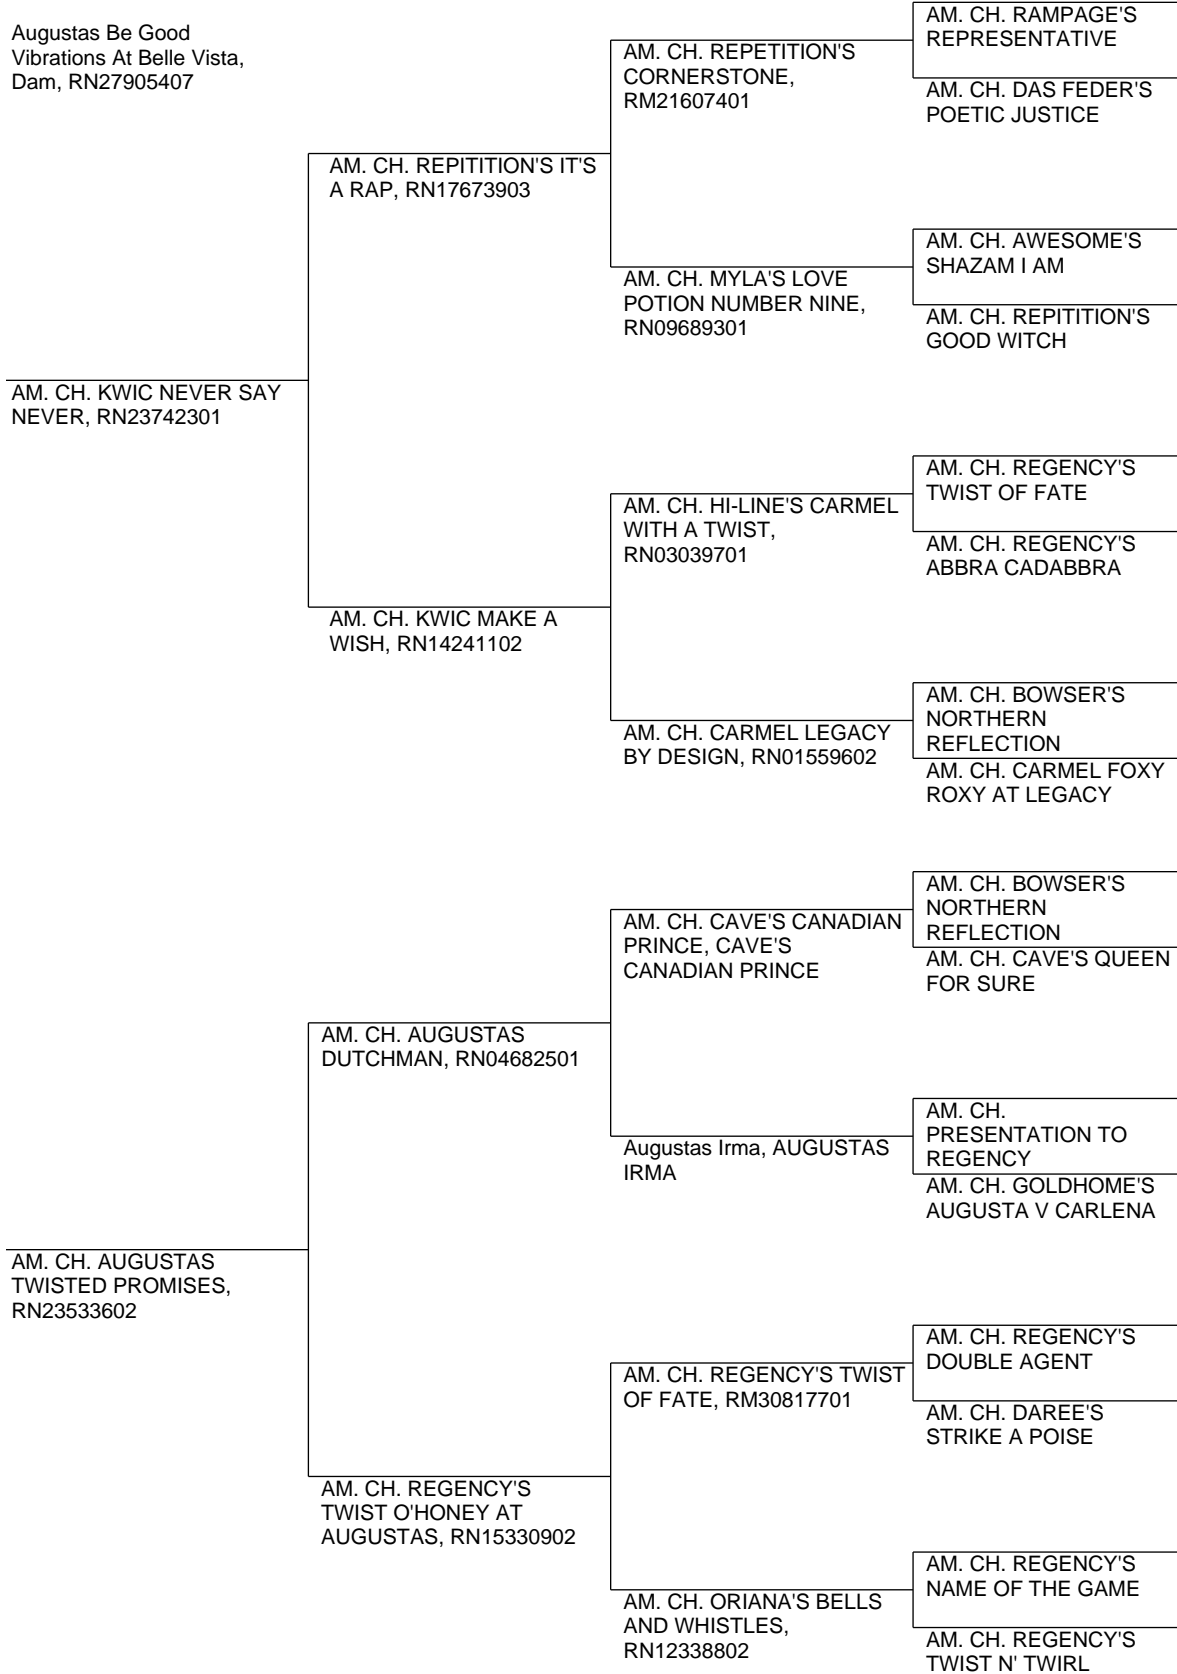 Augustas Be Good
Vibrations At Belle Vista,
Dam, RN27905407
AM. CH. RAMPAGE'S
REPRESENTATIVE
AM. CH. REPETITION'S
CORNERSTONE,
RM21607401
AM. CH. DAS FEDER'S
POETIC JUSTICE
AM. CH. REPITITION'S IT'S
A RAP, RN17673903
AM. CH. AWESOME'S
SHAZAM I AM
AM. CH. MYLA'S LOVE
POTION NUMBER NINE,
RN09689301
AM. CH. REPITITION'S
GOOD WITCH
AM. CH. KWIC NEVER SAY
NEVER, RN23742301
AM. CH. REGENCY'S
TWIST OF FATE
AM. CH. HI-LINE'S CARMEL
WITH A TWIST,
RN03039701
AM. CH. REGENCY'S
ABBRA CADABBRA
AM. CH. KWIC MAKE A
WISH, RN14241102
AM. CH. BOWSER'S
NORTHERN
REFLECTION
AM. CH. CARMEL LEGACY
BY DESIGN, RN01559602
AM. CH. CARMEL FOXY
ROXY AT LEGACY
AM. CH. BOWSER'S
NORTHERN
REFLECTION
AM. CH. CAVE'S CANADIAN
PRINCE, CAVE'S
CANADIAN PRINCE
AM. CH. CAVE'S QUEEN
FOR SURE
AM. CH. AUGUSTAS
DUTCHMAN, RN04682501
AM. CH.
PRESENTATION TO
REGENCY
Augustas Irma, AUGUSTAS
IRMA
AM. CH. GOLDHOME'S
AUGUSTA V CARLENA
AM. CH. AUGUSTAS
TWISTED PROMISES,
RN23533602
AM. CH. REGENCY'S
DOUBLE AGENT
AM. CH. REGENCY'S TWIST
OF FATE, RM30817701
AM. CH. DAREE'S
STRIKE A POISE
AM. CH. REGENCY'S
TWIST O'HONEY AT
AUGUSTAS, RN15330902
AM. CH. REGENCY'S
NAME OF THE GAME
AM. CH. ORIANA'S BELLS
AND WHISTLES,
RN12338802
AM. CH. REGENCY'S
TWIST N' TWIRL